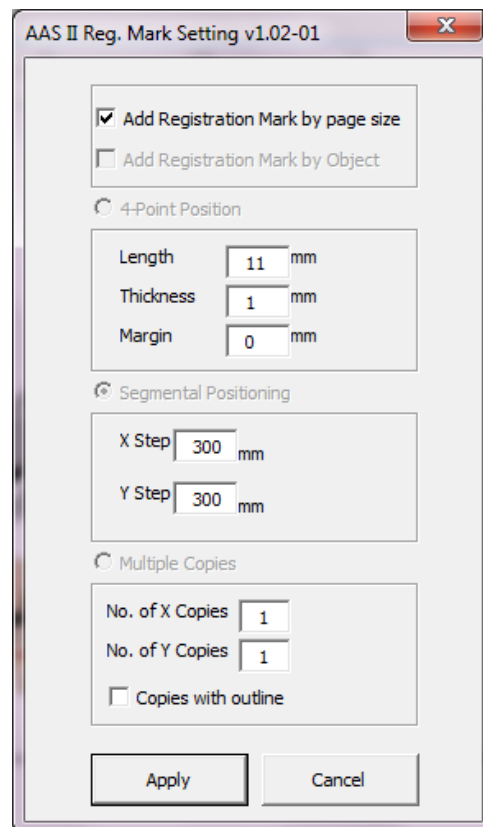 AAS II Reg. Mark Setting v1.02-01
Add Registration Mark by page size
Add Registration Mark by Object
4-Point Position
Length 11 mm
Thickness 1 mm
Margin 0 mm
Segmental Positioning
X Step 300 mm
Y Step 300 mm
Multiple Copies
No. of X Copies 1
No. of Y Copies 1
Copies with outline
Apply Cancel